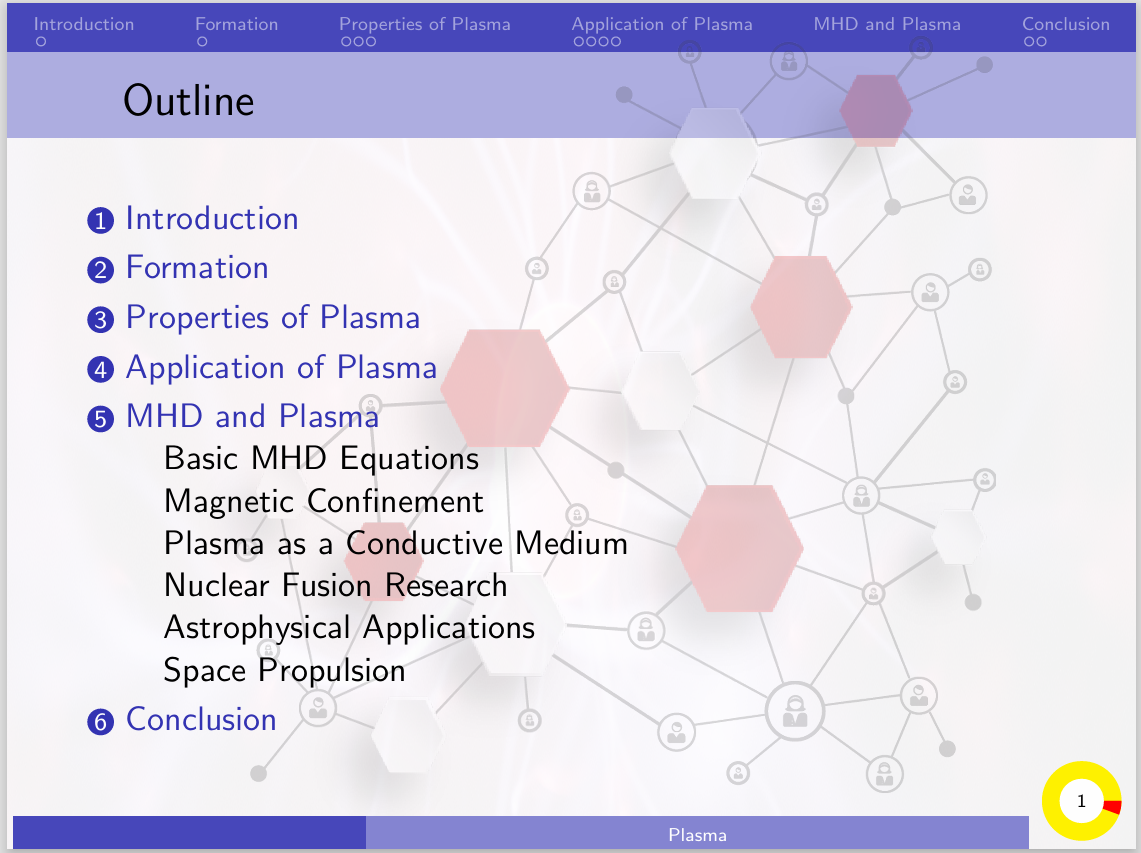 Introduction Formation Properties of Plasma Application of Plasma MHD and Plasma Conclusion
Outline
1 Introduction
2 Formation
3 Properties of Plasma
4 Application of Plasma
5 MHD and Plasma
Basic MHD Equations
Magnetic Confinement
Plasma as a Conductive Medium
Nuclear Fusion Research
Astrophysical Applications
Space Propulsion
6 Conclusion
1
Plasma